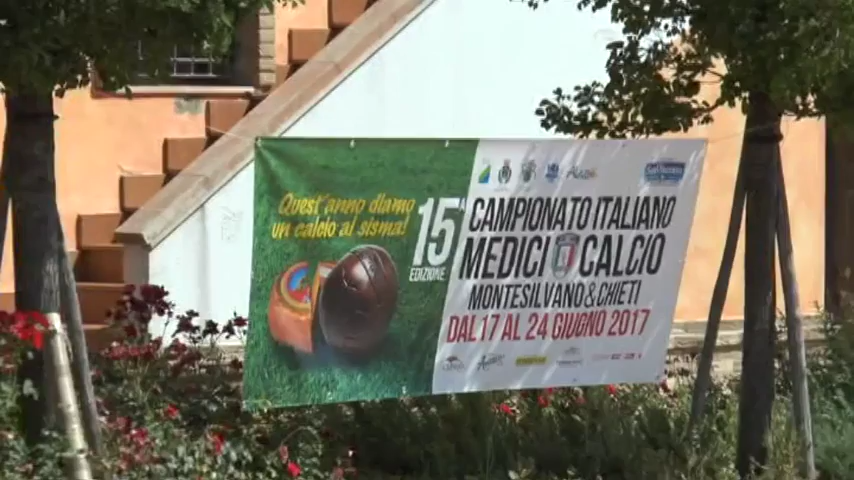 Quest'anno diamo
un calcio al sisma!
15ª
EDIZIONE
CAMPIONATO ITALIANO
MEDICI CALCIO
MONTESILVANO & CHIETI
DAL 17 AL 24 GIUGNO 2017